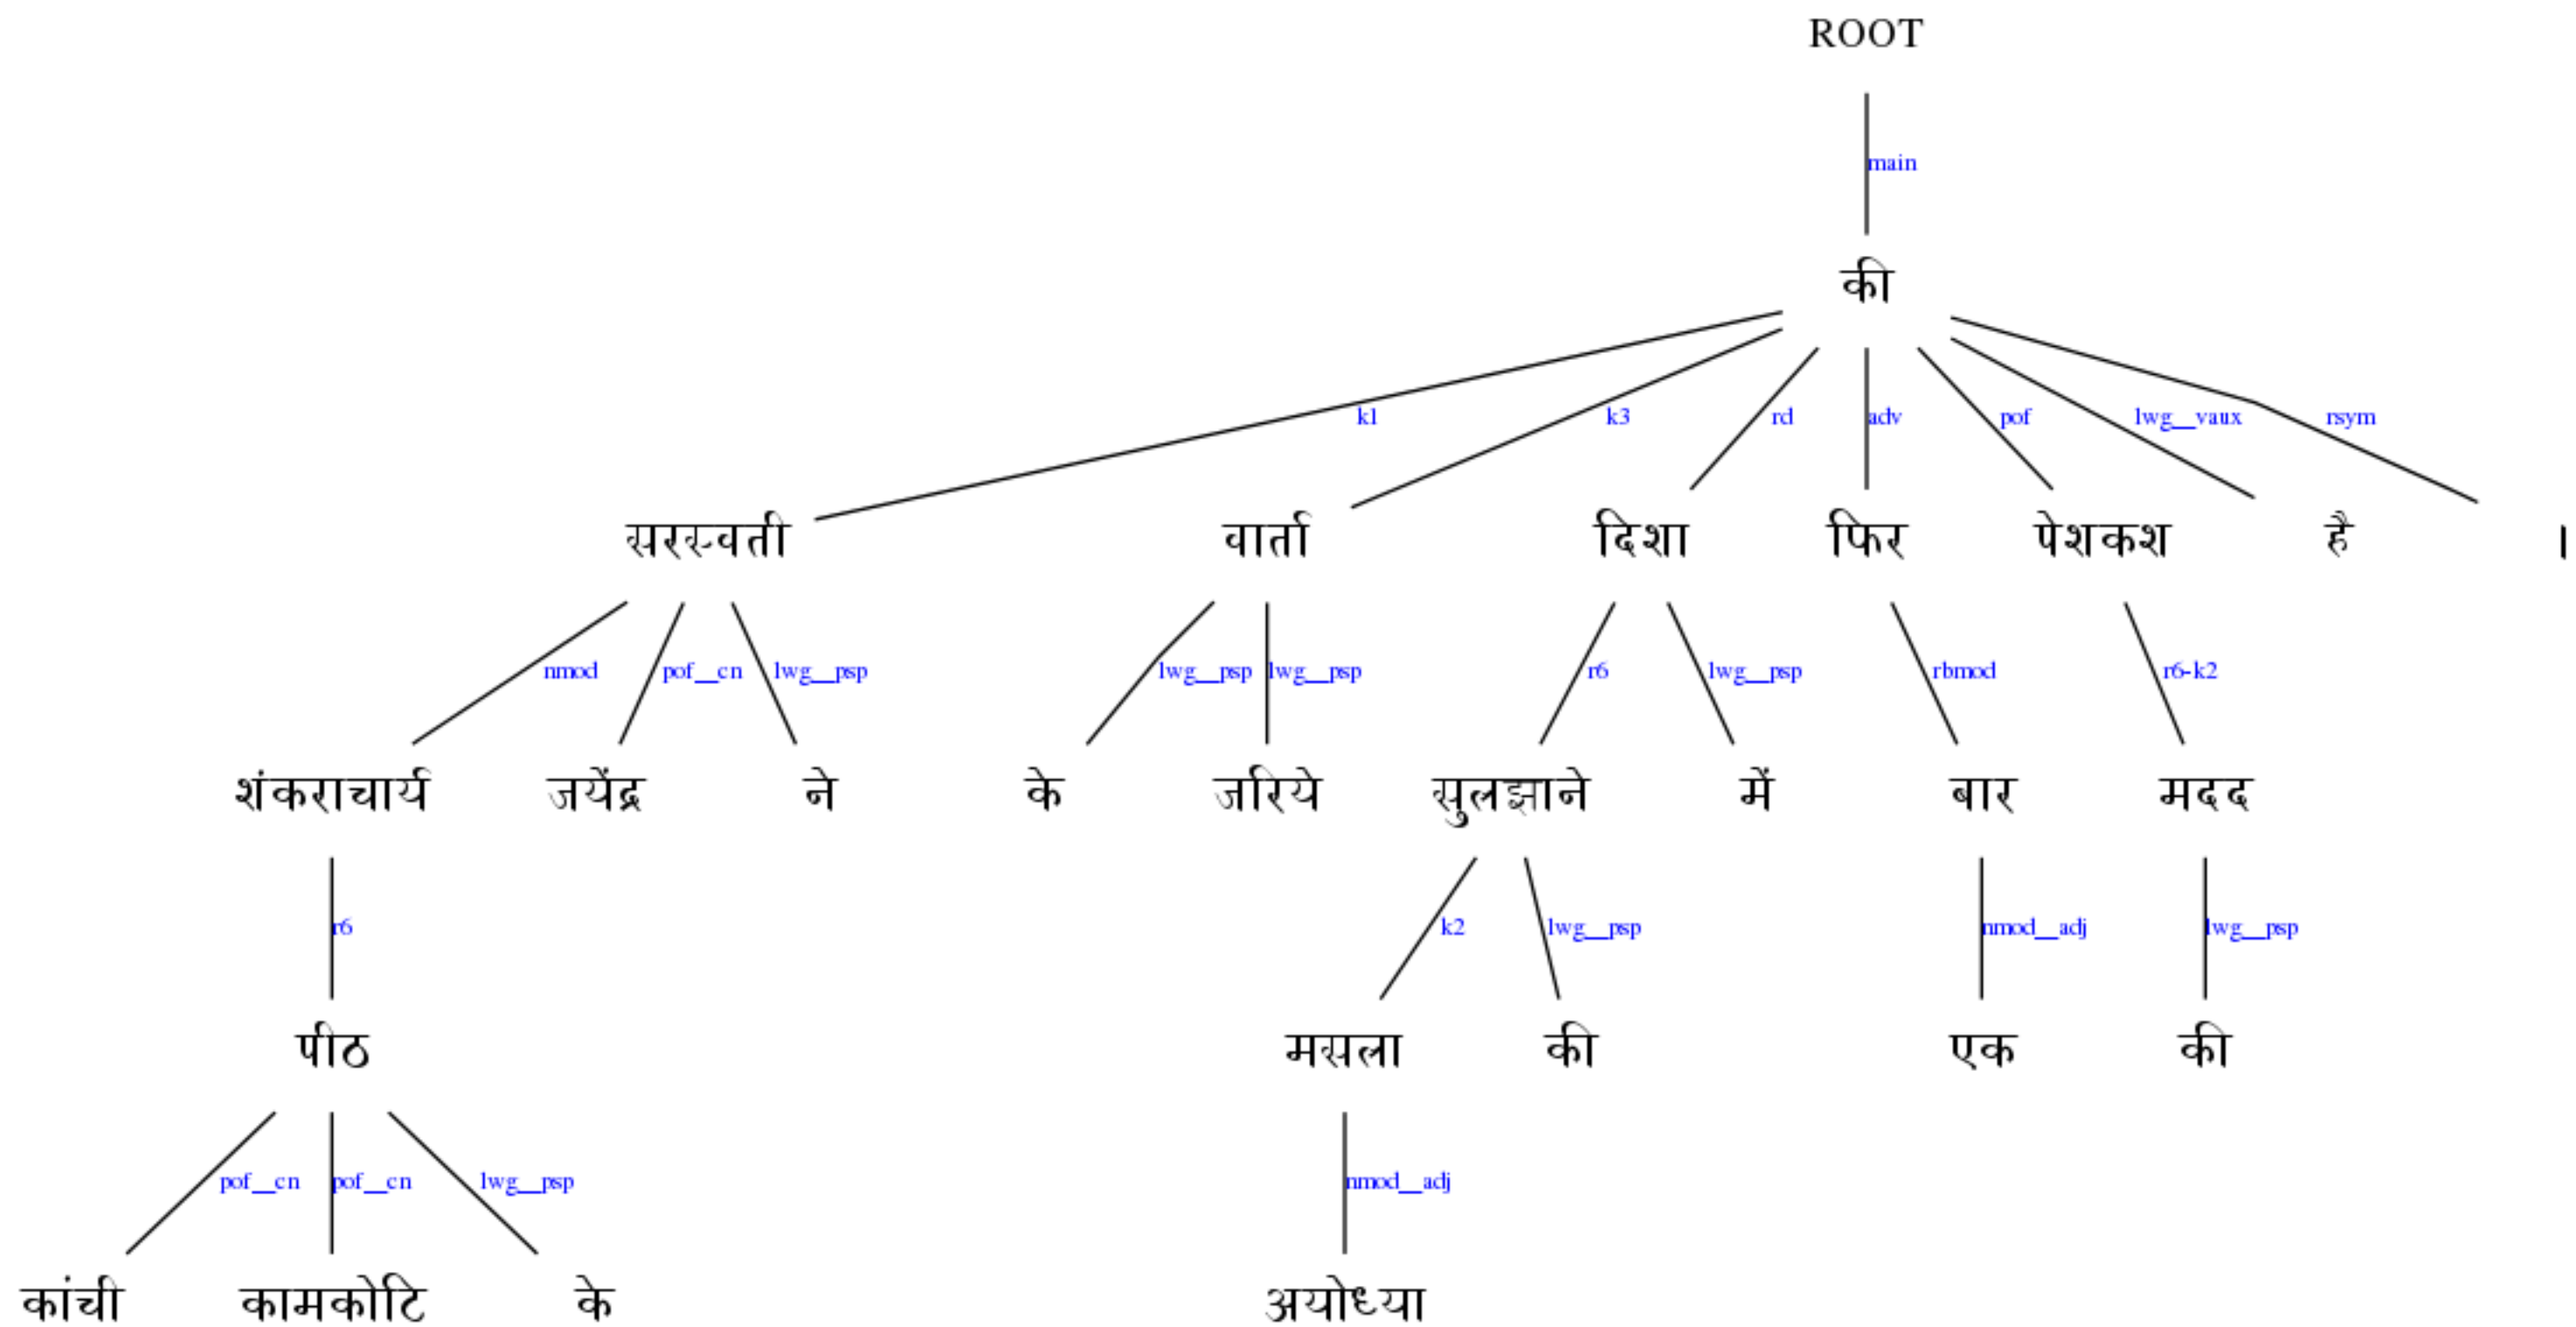 ROOT
main
की
k1 k3 rd adv pof lwg__vaux rsym
सरस्वती वार्ता दिशा फिर पेशकश है ।
nmod pof__cn lwg__psp lwg__psp lwg__psp r6 lwg__psp rbmod r6-k2
शंकराचार्य जयेंद्र ने के जरिये सुलझाने में बार मदद
r6 k2 lwg__psp nmod__adj lwg__psp
पीठ मसला की एक की
pof__cn pof__cn lwg__psp nmod__adj
कांची कामकोटि के अयोध्या